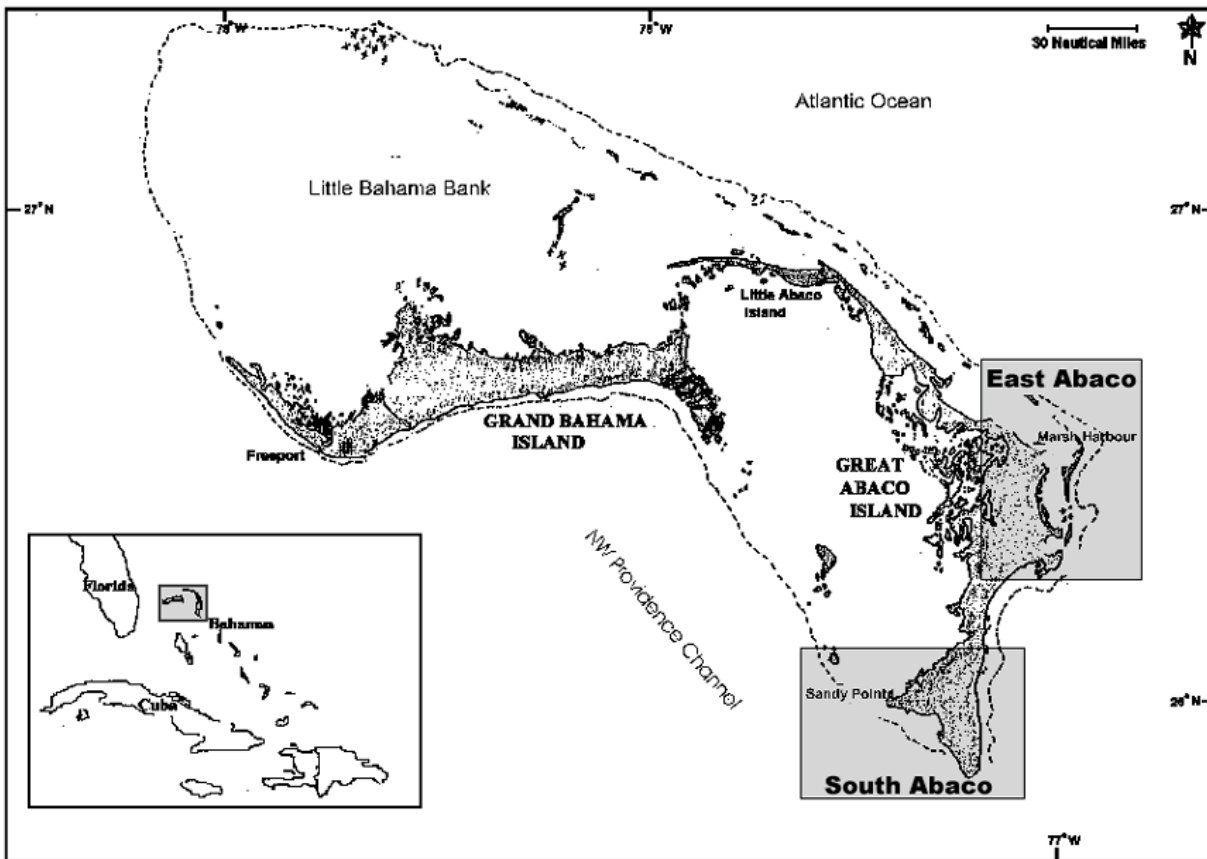 78°W
78°W
30 Nautical Miles
N
Atlantic Ocean
Little Bahama Bank
27°N
27°N
Little Abaco
Island
East Abaco
Marsh Harbour
GRAND BAHAMA
ISLAND
Freeport
GREAT
ABACO
ISLAND
NW Providence Channel
Florida
Bahamas
Cuba
Sandy Point
26°N
South Abaco
77°W